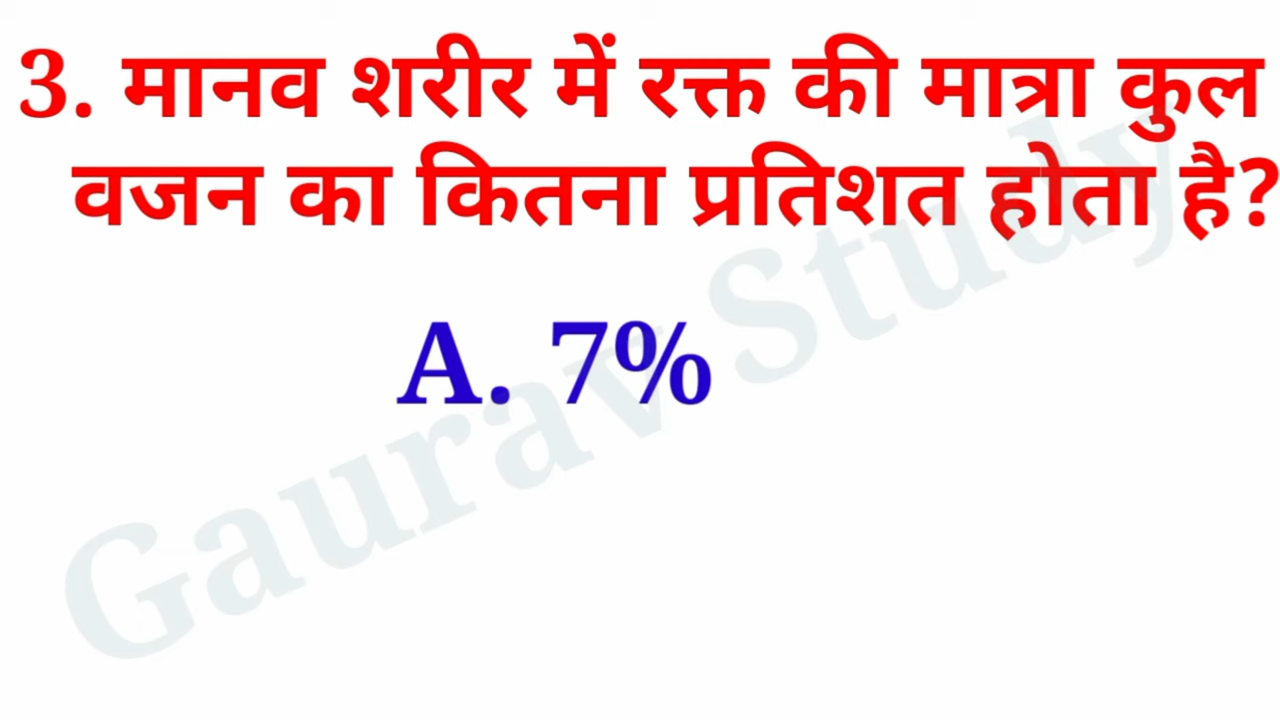 3. मानव शरीर में रक्त की मात्रा कुल
वजन का कितना प्रतिशत होता है?
A. 7%
Gaurav Study